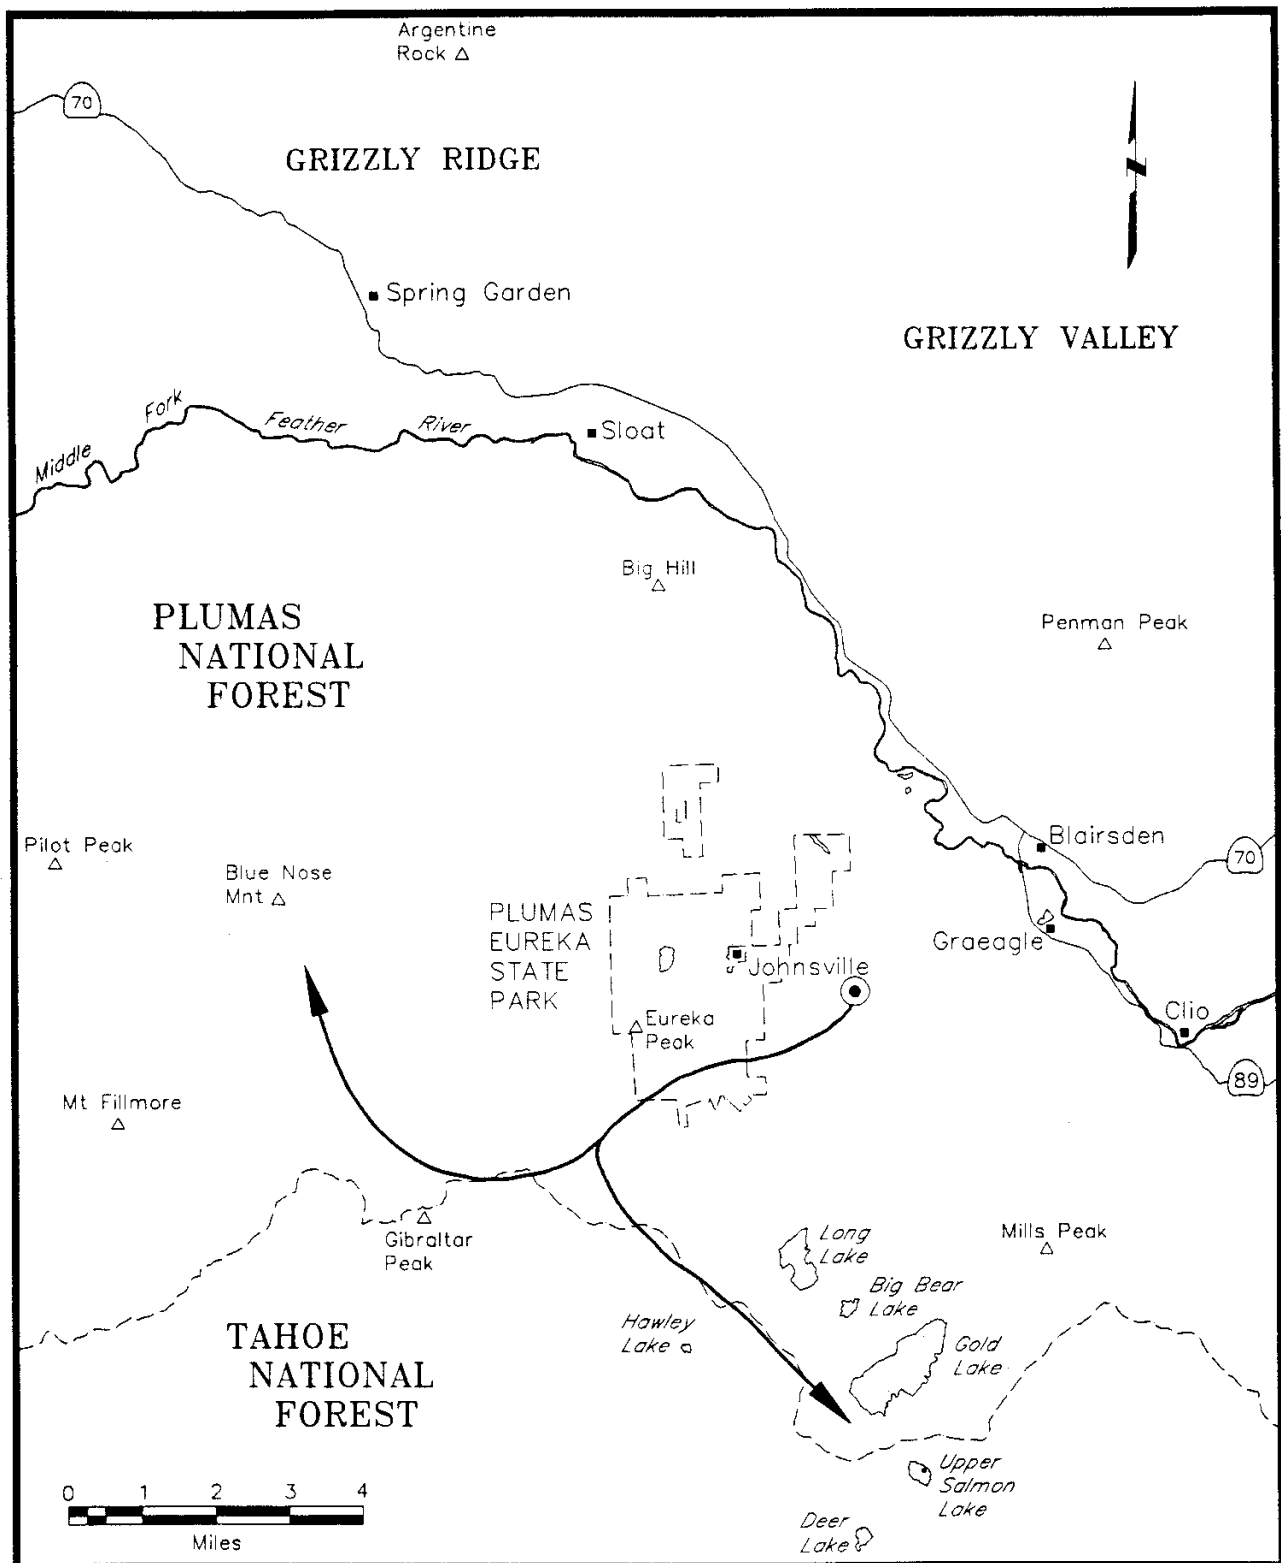 Argentine
Rock
70
GRIZZLY RIDGE
N
Spring Garden
GRIZZLY VALLEY
Middle Fork Feather River
Sloat
Big Hill
PLUMAS
NATIONAL
FOREST
Penman Peak
Pilot Peak
Blue Nose
Mnt
Blairsden
70
PLUMAS
EUREKA
STATE
PARK
Graeagle
Johnsville
Eureka
Peak
Clio
89
Mt Fillmore
Gibraltar
Peak
Long
Lake
Mills Peak
Big Bear
Lake
Hawley
Lake
Gold
Lake
TAHOE
NATIONAL
FOREST
Upper
Salmon
Lake
Deer
Lake
0 1 2 3 4
Miles